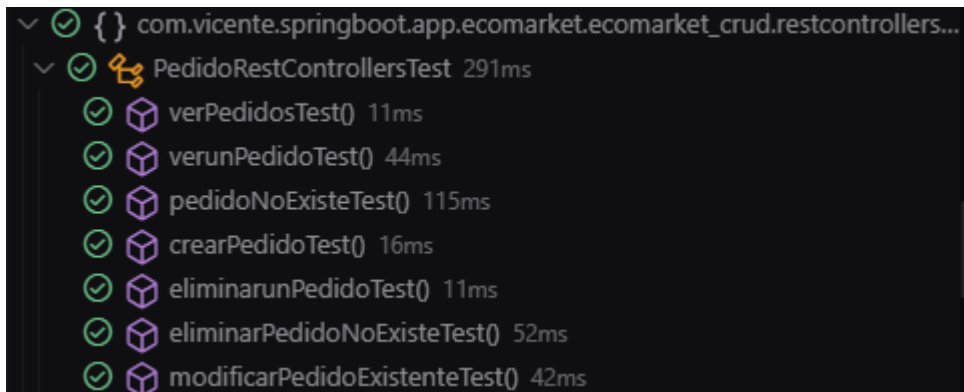 {} com.vicente.springboot.app.ecomarket.ecomarket_crud.restcontrollers...
PedidoRestControllersTest 291ms
verPedidosTest() 11ms
verunPedidoTest() 44ms
pedidoNoExisteTest() 115ms
crearPedidoTest() 16ms
eliminarunPedidoTest() 11ms
eliminarPedidoNoExisteTest() 52ms
modificarPedidoExistenteTest() 42ms